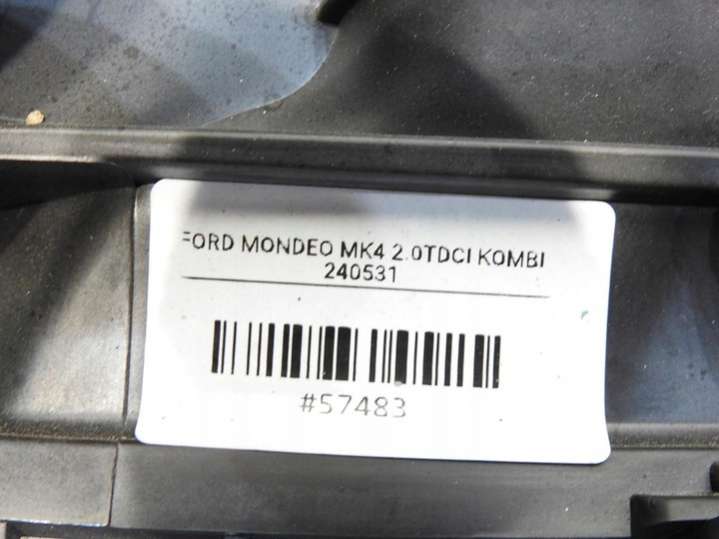 FORD MONDEO MK4 2.0TDCI KOMBI
240531
#57483